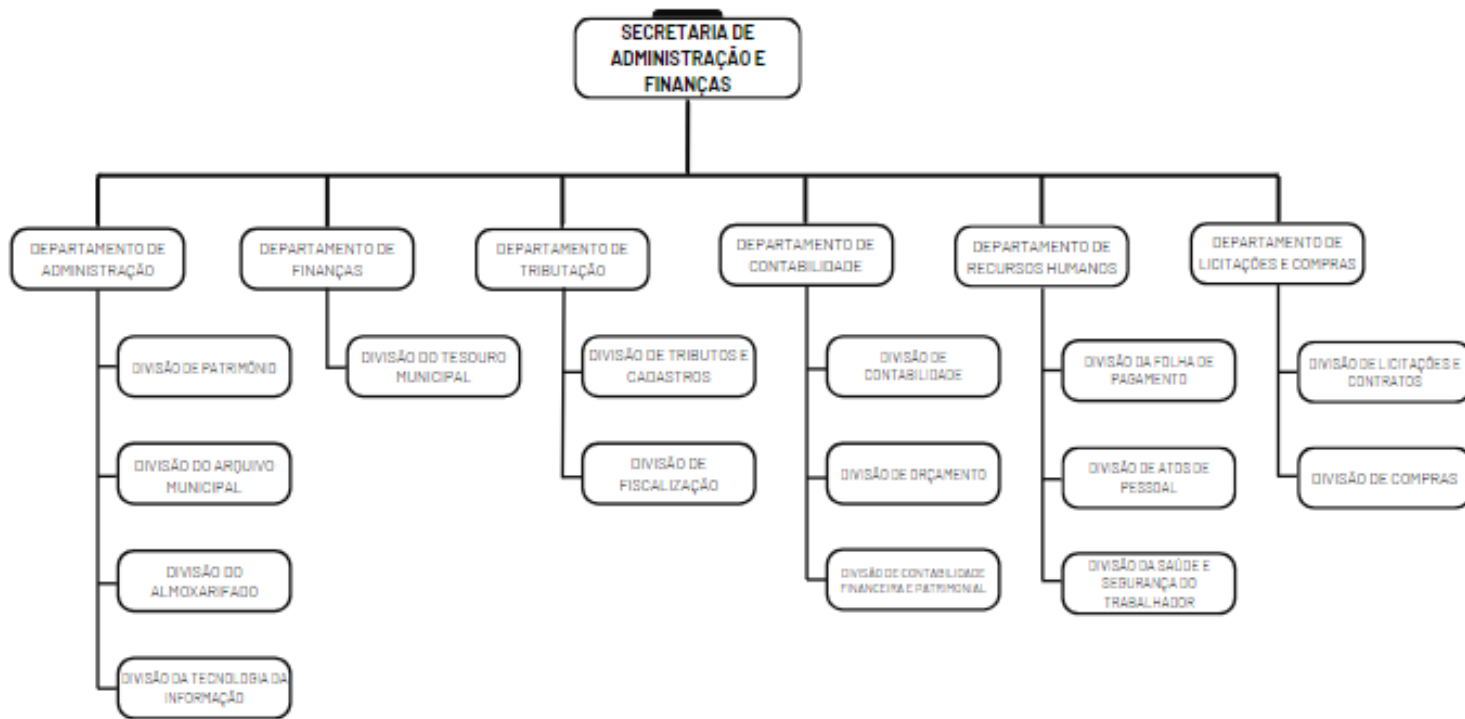 SECRETARIA DE
ADMINISTRAÇÃO E
FINANÇAS
DEPARTAMENTO DE
ADMINISTRAÇÃO
DEPARTAMENTO DE
FINANÇAS
DEPARTAMENTO DE
TRIBUTAÇÃO
DEPARTAMENTO DE
CONTABILIDADE
DEPARTAMENTO DE
RECURSOS HUMANOS
DEPARTAMENTO DE
LICITAÇÕES E COMPRAS
DIVISÃO DE PATRIMÔNIO
DIVISÃO DO TESOURO
MUNICIPAL
DIVISÃO DE TRIBUTOS E
CADASTROS
DIVISÃO DE
CONTABILIDADE
DIVISÃO DA FOLHA DE
PAGAMENTO
DIVISÃO DE LICITAÇÕES E
CONTRATOS
DIVISÃO DO ARQUIVO
MUNICIPAL
DIVISÃO DE
FISCALIZAÇÃO
DIVISÃO DE ORÇAMENTO
DIVISÃO DE ATOS DE
PESSOAL
DIVISÃO DE COMPRAS
DIVISÃO DO
ALMOXARIFADO
DIVISÃO DE CONTABILIDADE
FINANCEIRA E PATRIMONIAL
DIVISÃO DA SAÚDE E
SEGURANÇA DO
TRABALHADOR
DIVISÃO DA TECNOLOGIA DA
INFORMAÇÃO